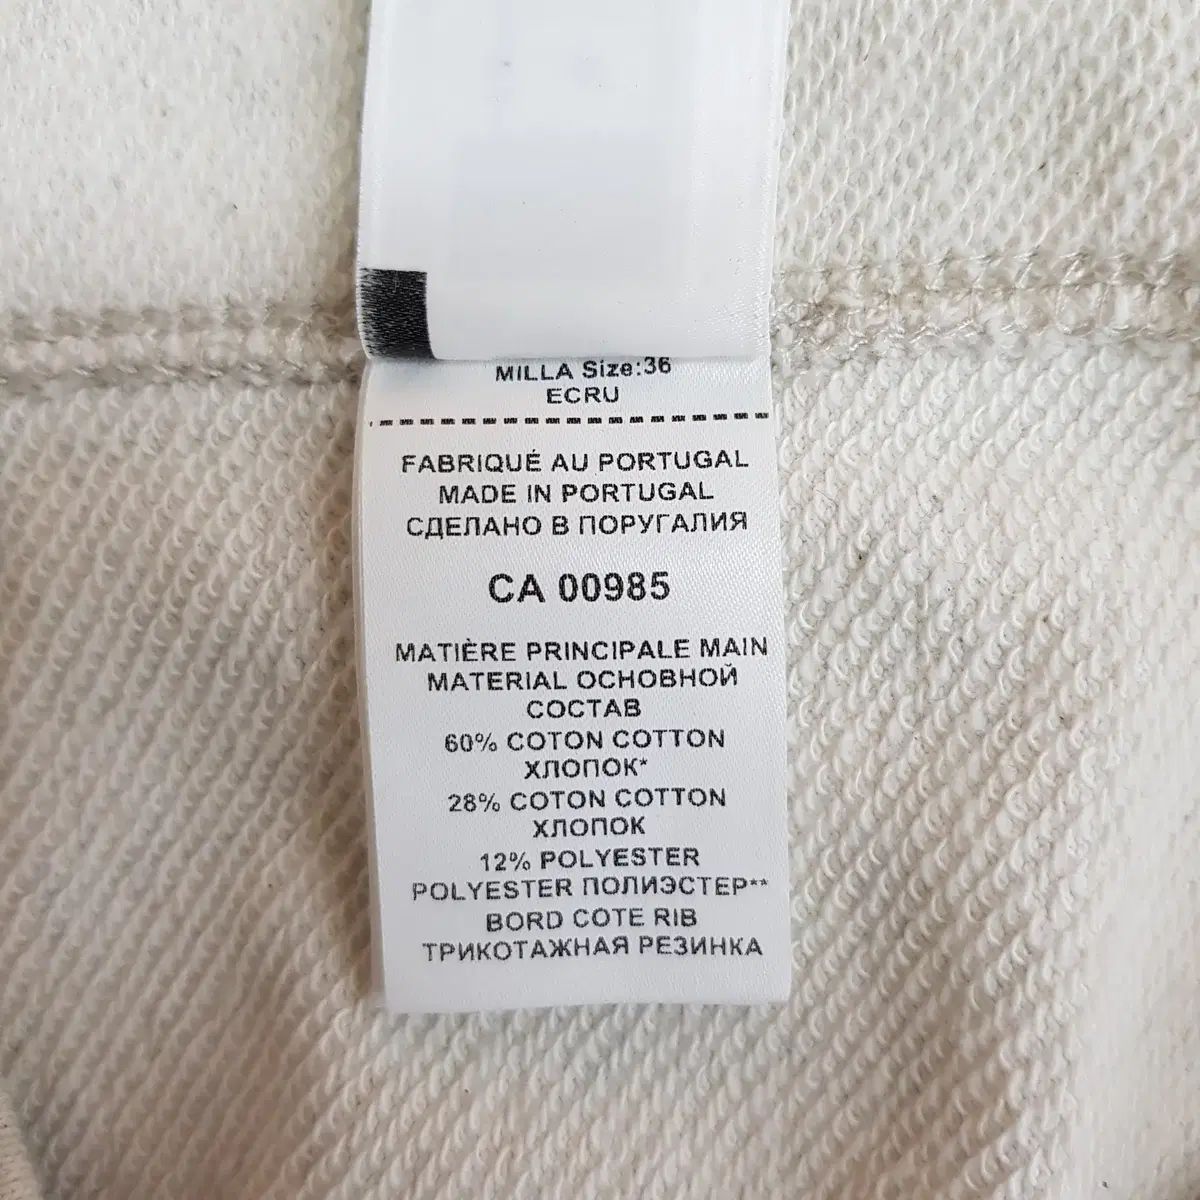 MILLA Size:36
ECRU
FABRIQUÉ AU PORTUGAL
MADE IN PORTUGAL
СДЕЛАНО В ПОРУГАЛИЯ
CA 00985
MATIÈRE PRINCIPALE MAIN
MATERIAL ОСНОВНОЙ
СОСТАВ
60% COTON COTTON
ХЛОПОК*
28% COTON COTTON
ХЛОПОК
12% POLYESTER
POLYESTER ПОЛИЭСТЕР**
BORD COTE RIB
ТРИКОТАЖНАЯ РЕЗИНКА